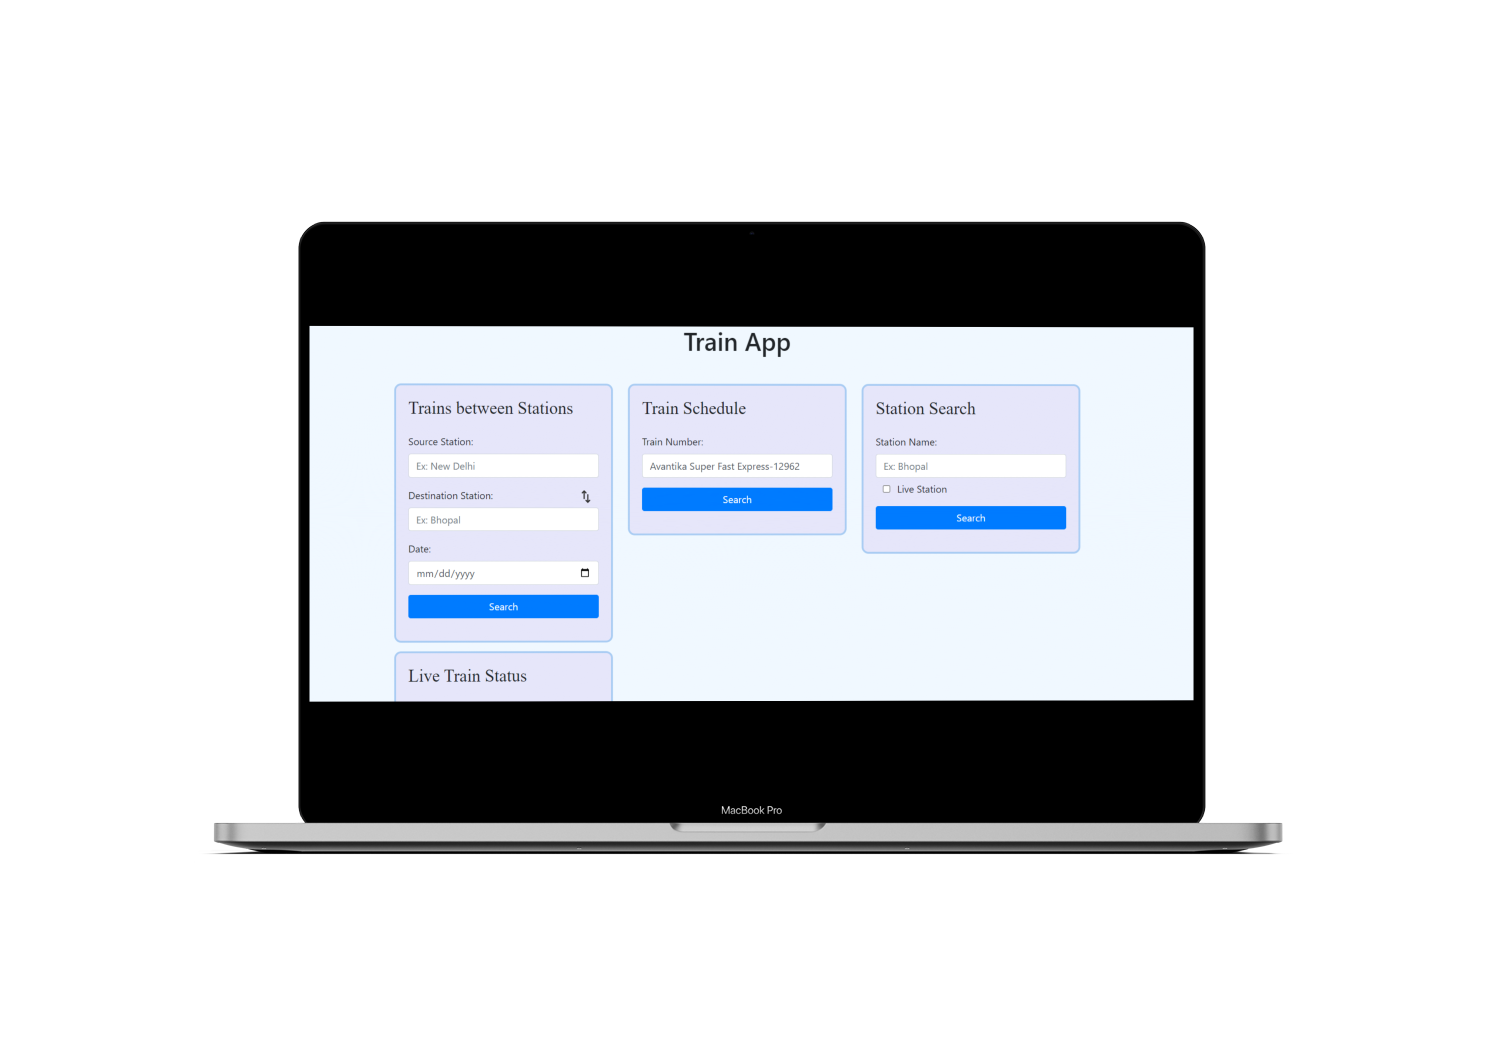 Train App
Trains between Stations
Source Station:
Ex: New Delhi
Destination Station:
Ex: Bhopal
Date:
mm/dd/yyyy
Search
Train Schedule
Train Number:
Avantika Super Fast Express-12962
Search
Station Search
Station Name:
Ex: Bhopal
Live Station
Search
Live Train Status
MacBook Pro